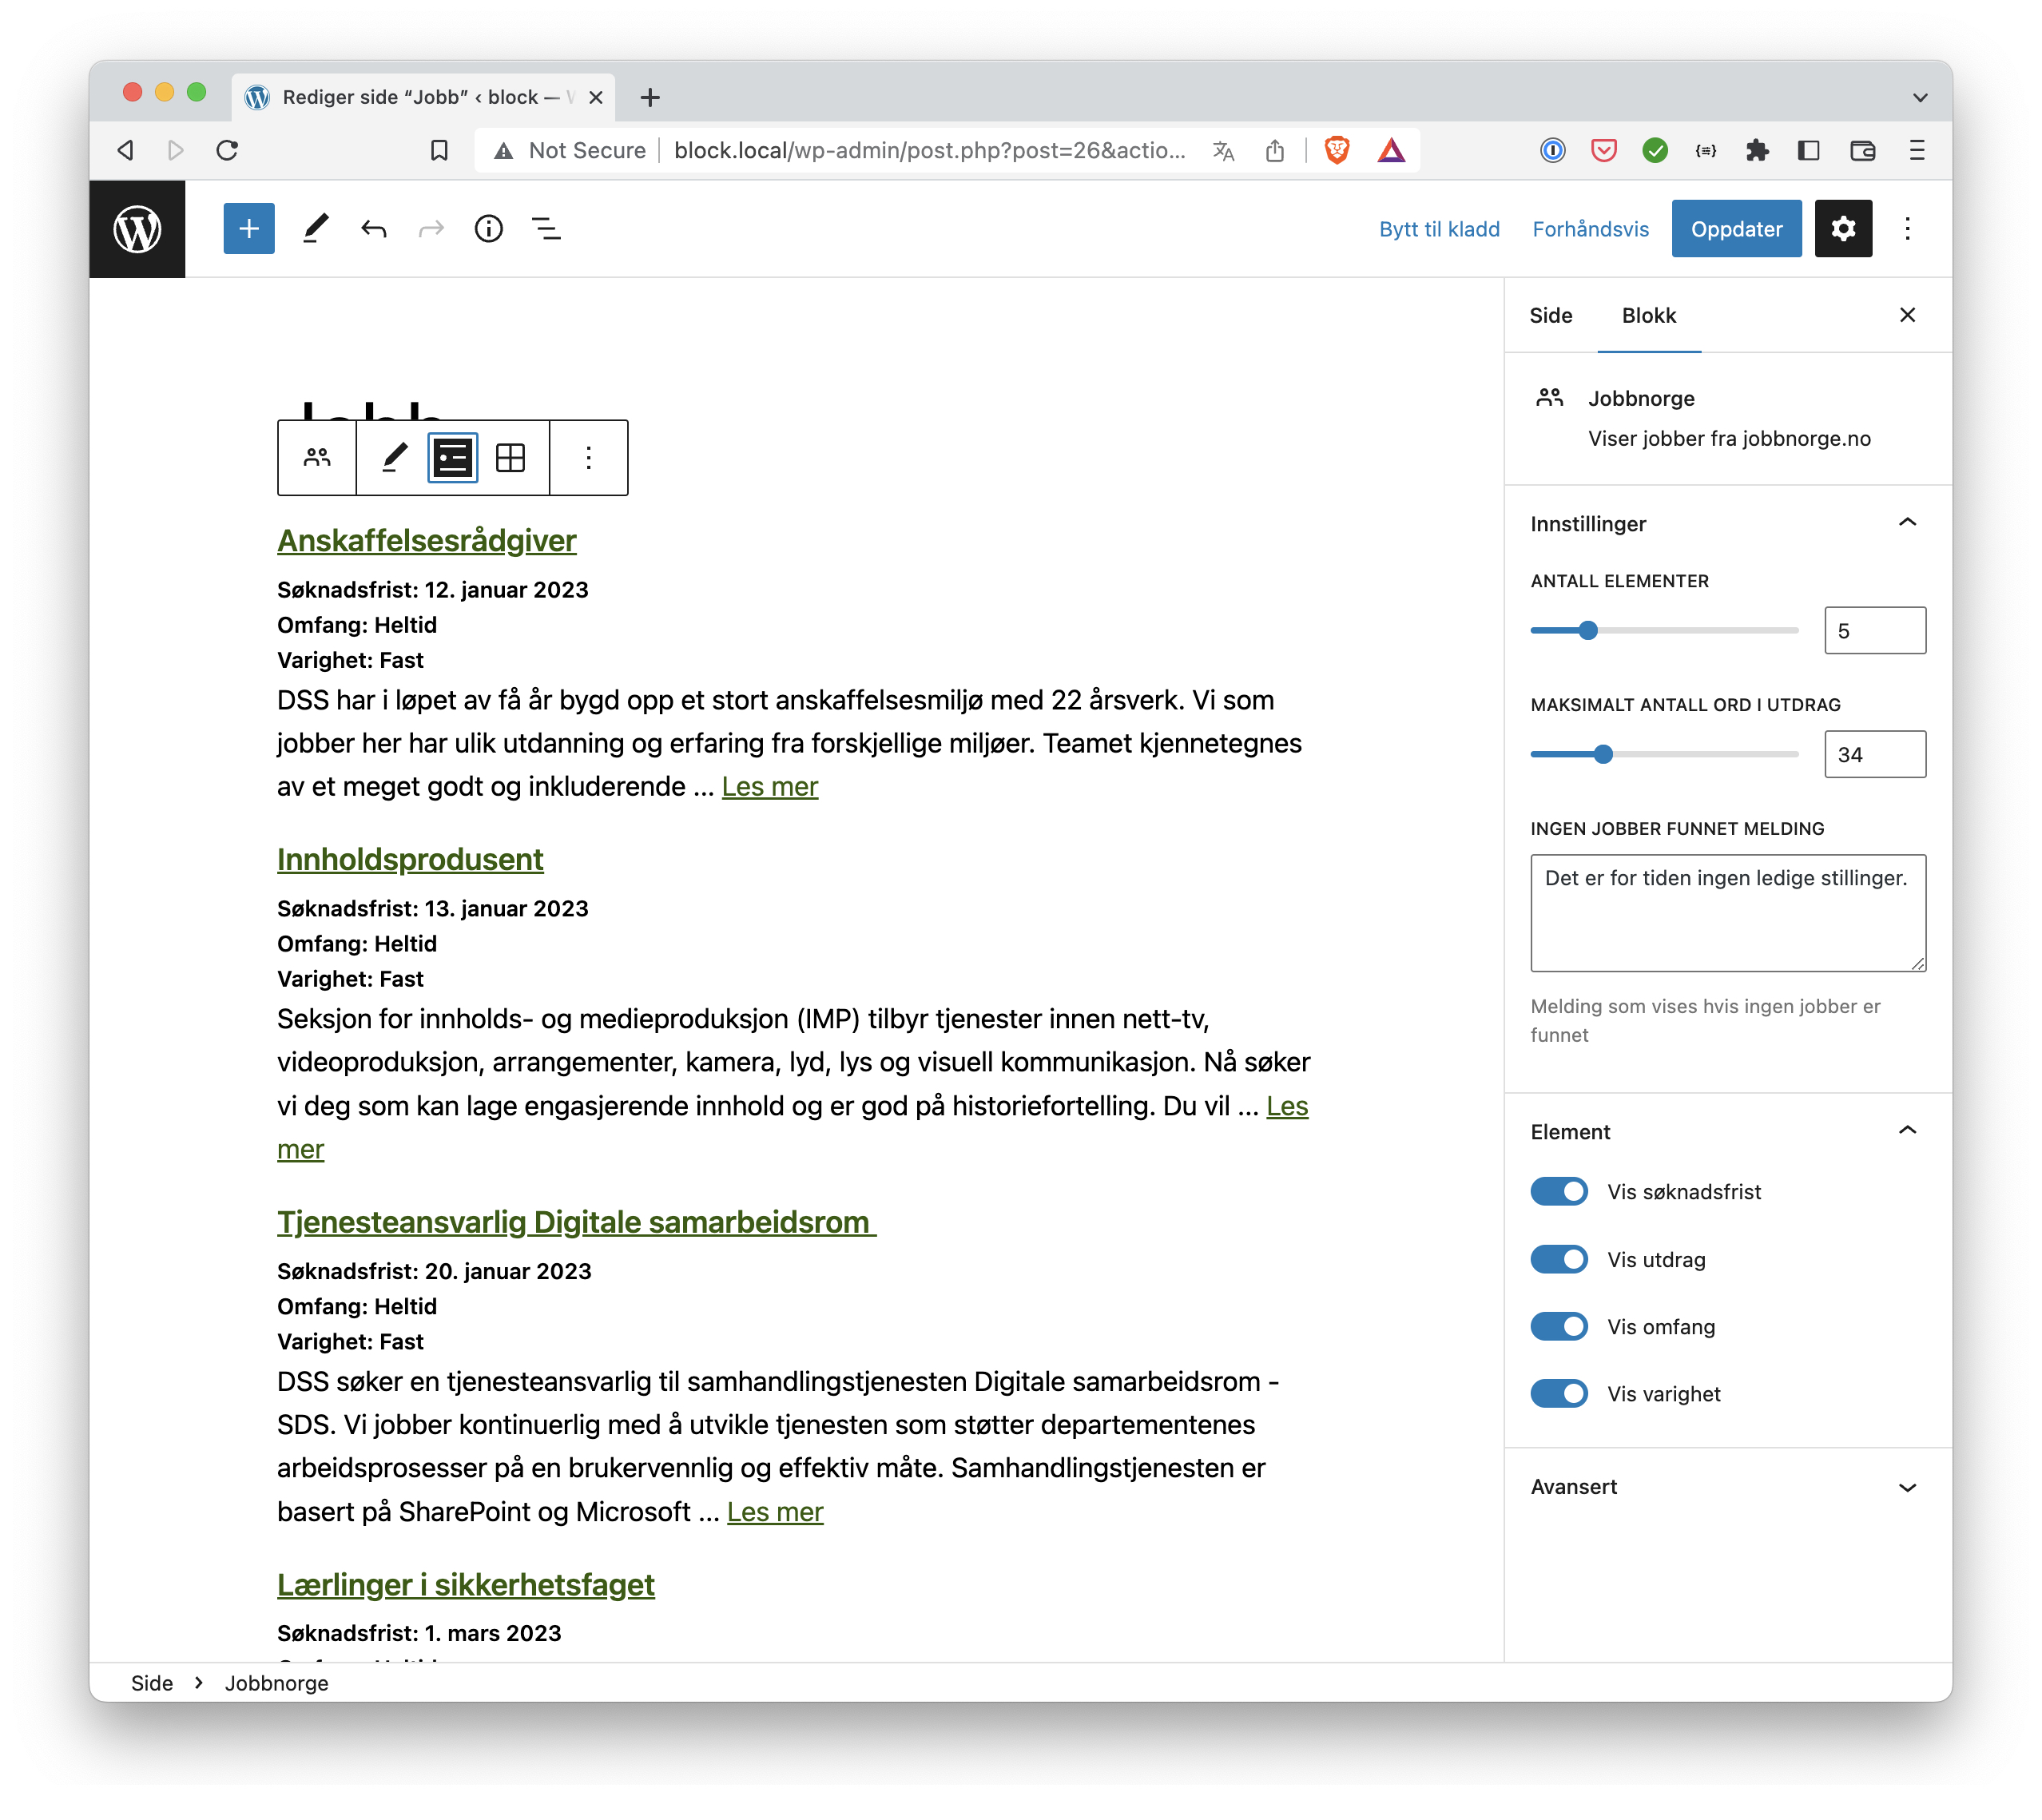 Rediger side “Jobb” ‹ block —
Not Secure
block.local/wp-admin/post.php?post=26&actio...
Bytt til kladd
Forhåndsvis
Oppdater
Jobb
Anskaffelsesrådgiver
Søknadsfrist: 12. januar 2023
Omfang: Heltid
Varighet: Fast
DSS har i løpet av få år bygd opp et stort anskaffelsesmiljø med 22 årsverk. Vi som
jobber her har ulik utdanning og erfaring fra forskjellige miljøer. Teamet kjennetegnes
av et meget godt og inkluderende ... Les mer
Innholdsprodusent
Søknadsfrist: 13. januar 2023
Omfang: Heltid
Varighet: Fast
Seksjon for innholds- og medieproduksjon (IMP) tilbyr tjenester innen nett-tv,
videoproduksjon, arrangementer, kamera, lyd, lys og visuell kommunikasjon. Nå søker
vi deg som kan lage engasjerende innhold og er god på historiefortelling. Du vil ... Les
mer
Tjenesteansvarlig Digitale samarbeidsrom
Søknadsfrist: 20. januar 2023
Omfang: Heltid
Varighet: Fast
DSS søker en tjenesteansvarlig til samhandlingstjenesten Digitale samarbeidsrom -
SDS. Vi jobber kontinuerlig med å utvikle tjenesten som støtter departementenes
arbeidsprosesser på en brukervennlig og effektiv måte. Samhandlingstjenesten er
basert på SharePoint og Microsoft ... Les mer
Lærlinger i sikkerhetsfaget
Søknadsfrist: 1. mars 2023
Side
Blokk
Jobbnorge
Viser jobber fra jobbnorge.no
Innstillinger
ANTALL ELEMENTER
5
MAKSIMALT ANTALL ORD I UTDRAG
34
INGEN JOBBER FUNNET MELDING
Det er for tiden ingen ledige stillinger.
Melding som vises hvis ingen jobber er
funnet
Element
Vis søknadsfrist
Vis utdrag
Vis omfang
Vis varighet
Avansert
Side › Jobbnorge